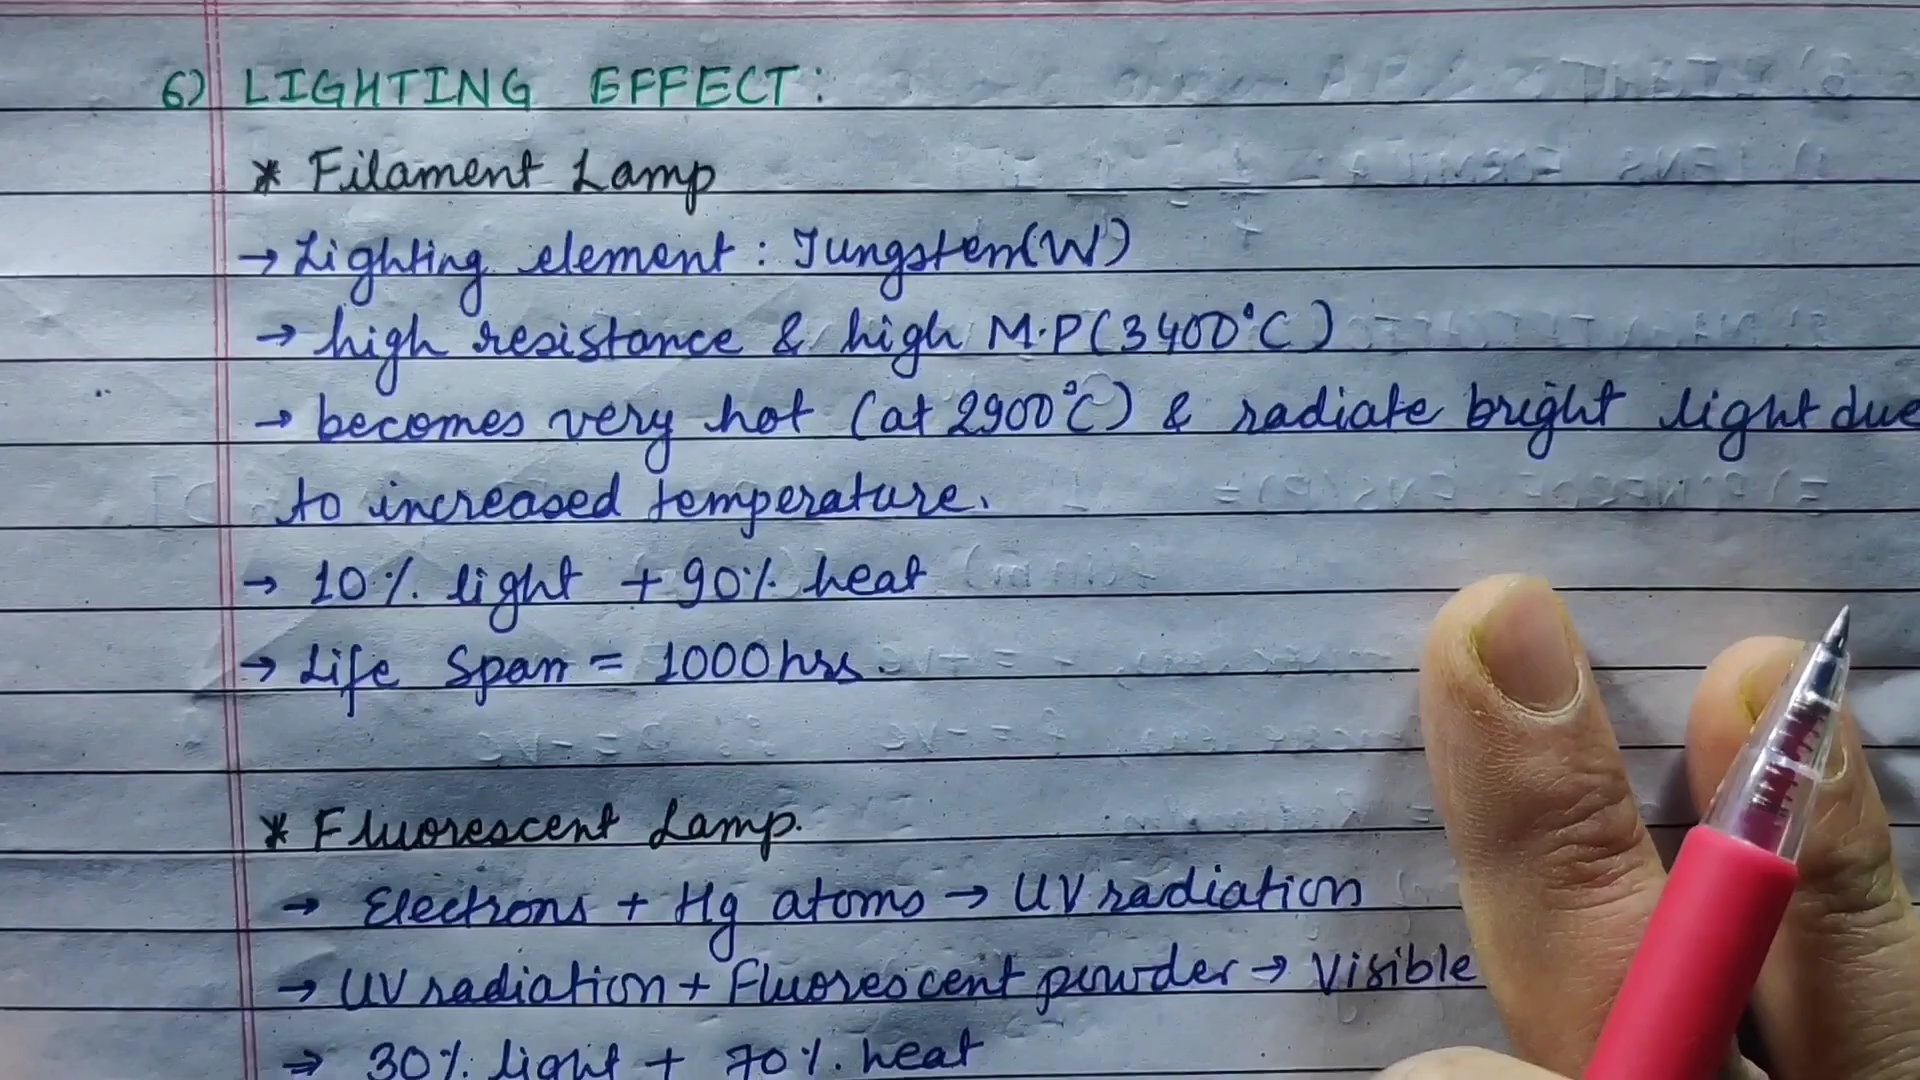 6) LIGHTING EFFECT:
* Filament Lamp
→ Lighting element : Tungsten(W)
→ high resistance & high M.P(3400°C)
→ becomes very hot (at 2900°C) & radiate bright light due
to increased temperature.
→ 10% light + 90% heat
→ Life Span = 1000hrs.
* Fluorescent Lamp.
→ Electrons + Hg atoms → UV radiation
→ UV radiation + Fluorescent powder → Visible
→ 30% light + 70% heat